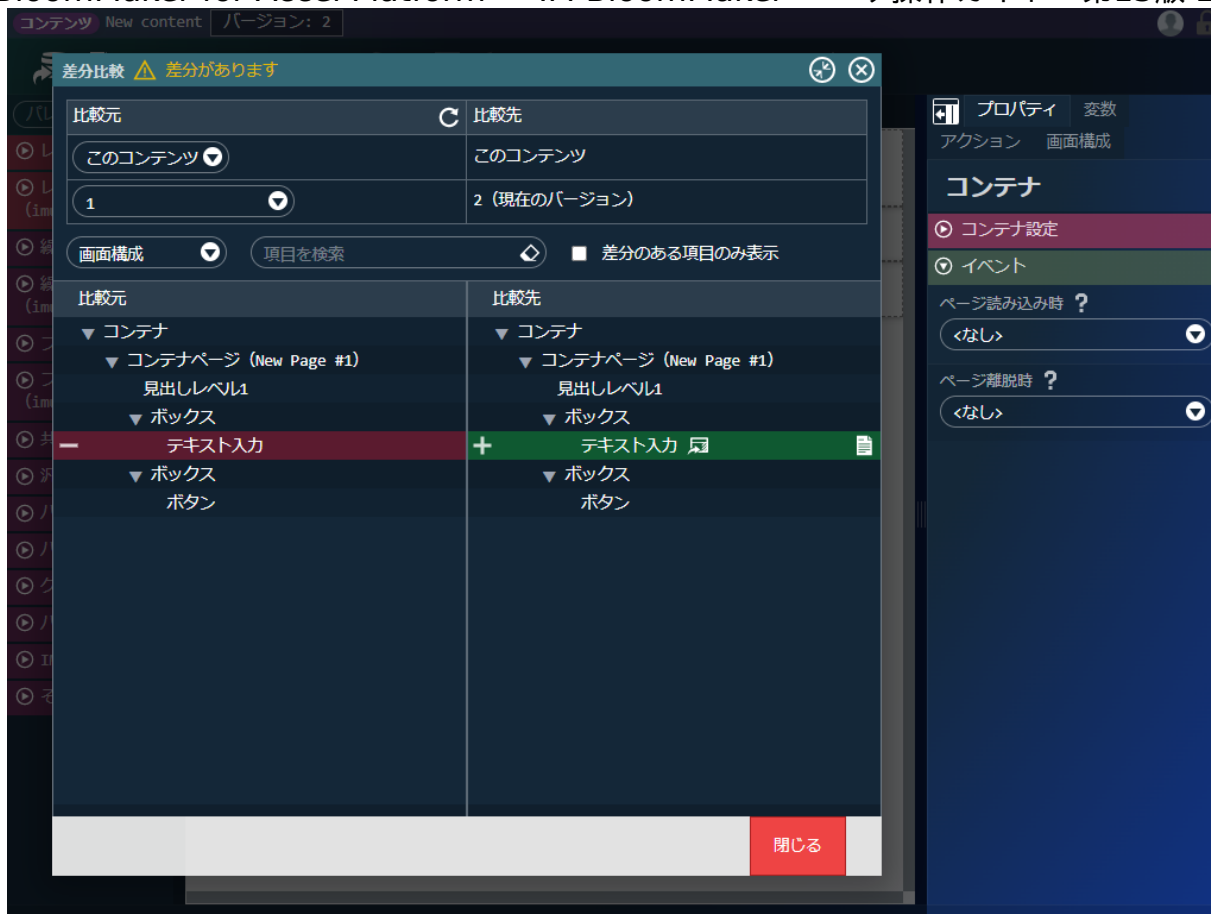 コンテンツ New content バージョン: 2
差分比較 差分があります
比較元 比較先
このコンテンツ このコンテンツ
1 2（現在のバージョン）
画面構成 項目を検索 差分のある項目のみ表示
比較元 比較先
コンテナ コンテナ
コンテナページ（New Page #1） コンテナページ（New Page #1）
見出しレベル1 見出しレベル1
ボックス ボックス
テキスト入力 テキスト入力
ボックス ボックス
ボタン ボタン
閉じる
プロパティ 変数
アクション 画面構成
コンテナ
コンテナ設定
イベント
ページ読み込み時 ?
<なし>
ページ離脱時 ?
<なし>